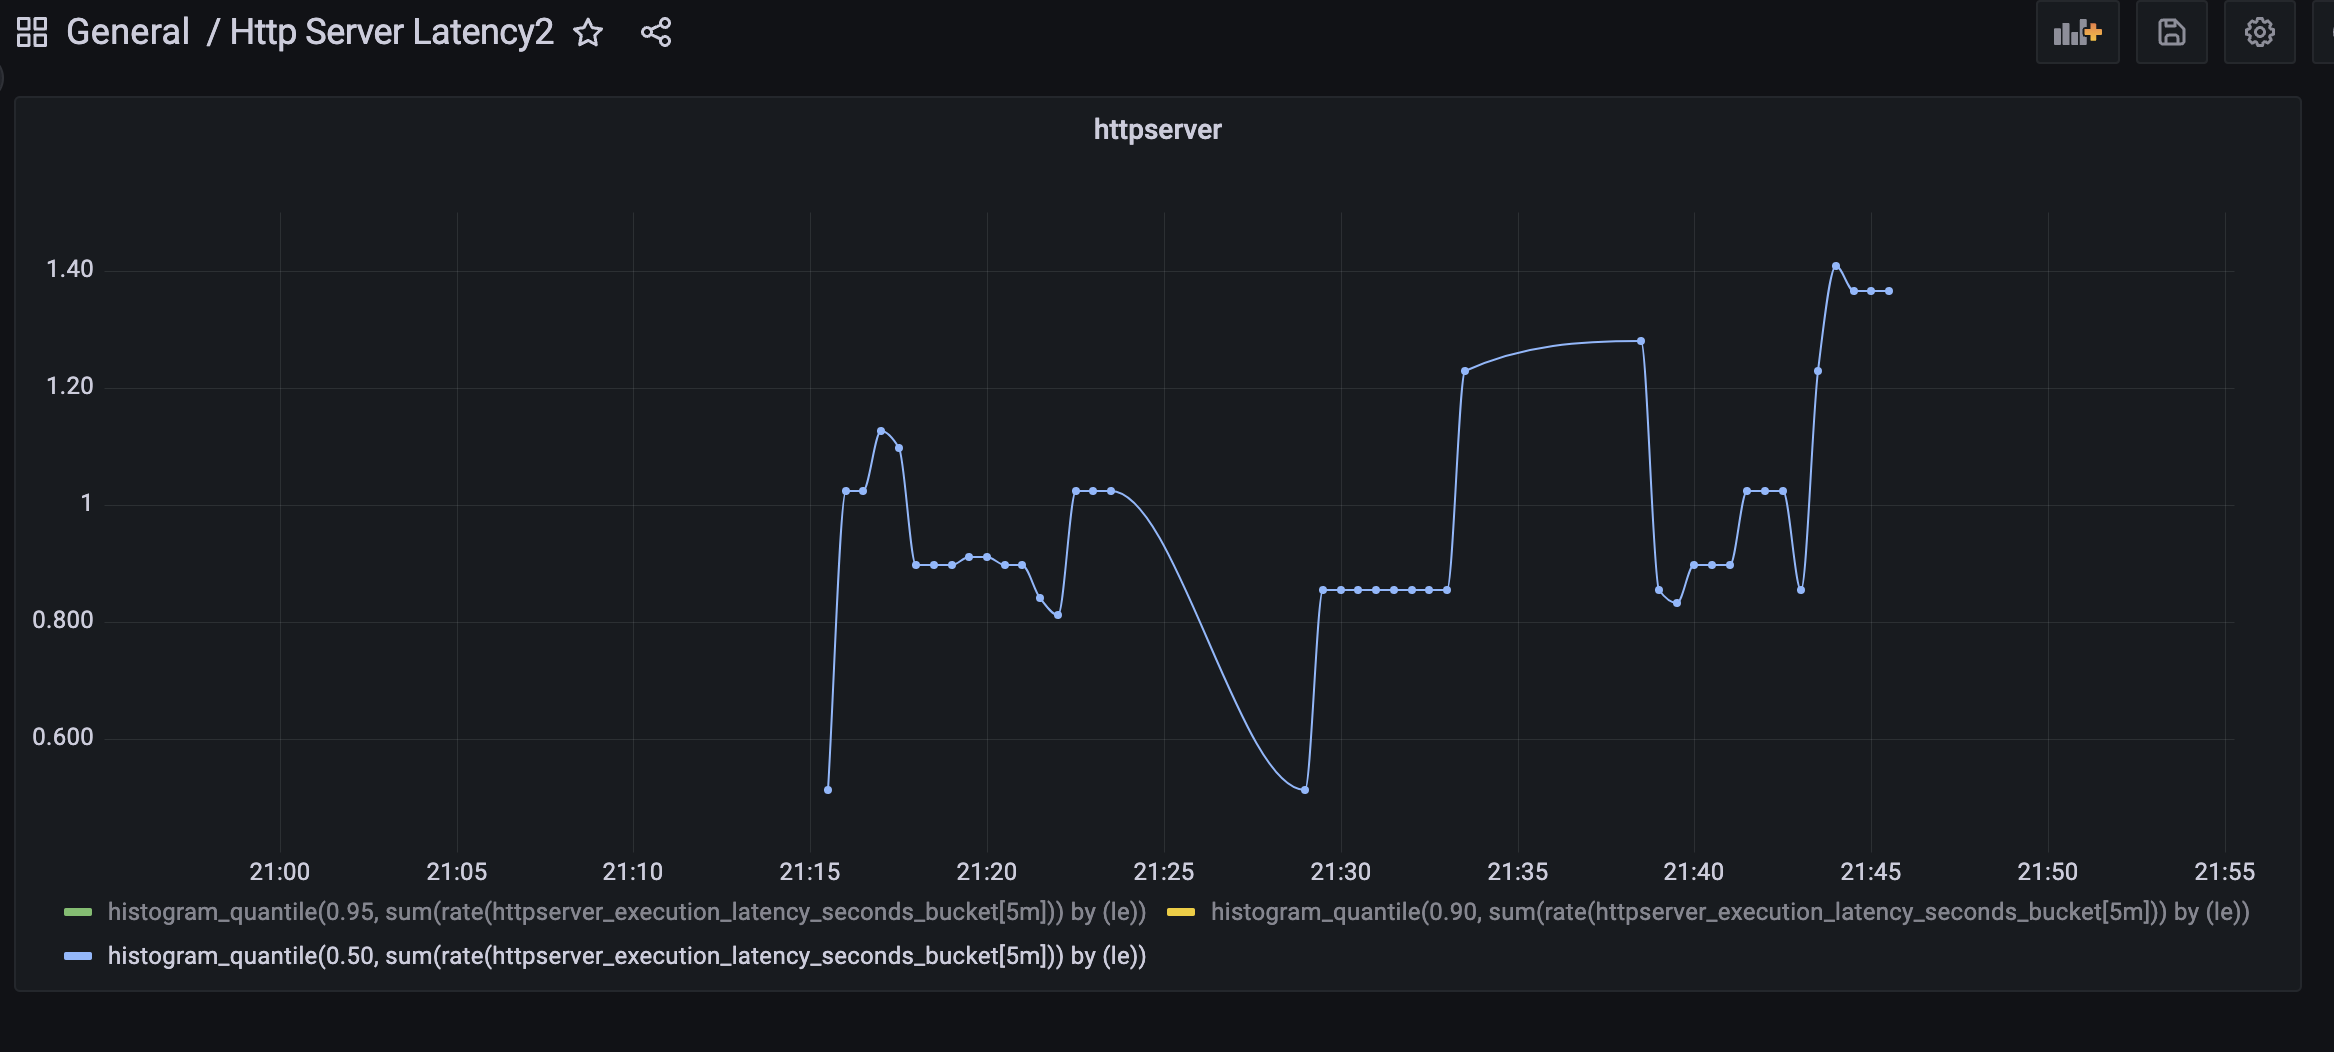 General / Http Server Latency2
httpserver
1.40
1.20
1
0.800
0.600
21:00 21:05 21:10 21:15 21:20 21:25 21:30 21:35 21:40 21:45 21:50 21:55
histogram_quantile(0.95, sum(rate(httpserver_execution_latency_seconds_bucket[5m])) by (le)) histogram_quantile(0.90, sum(rate(httpserver_execution_latency_seconds_bucket[5m])) by (le))
histogram_quantile(0.50, sum(rate(httpserver_execution_latency_seconds_bucket[5m])) by (le))